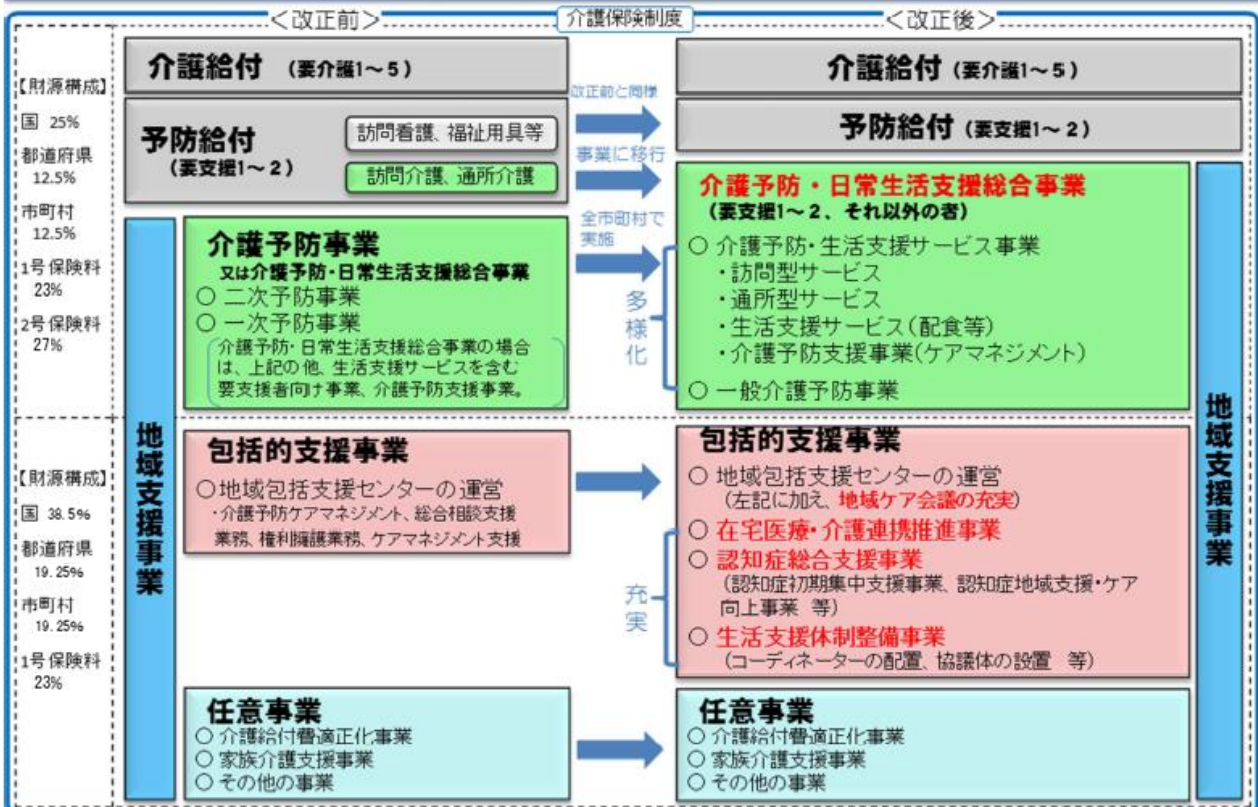 ＜改正前＞
介護保険制度
＜改正後＞
【財源構成】
国 25%
都道府県
12.5%
市町村
12.5%
1号保険料
23%
2号保険料
27%
介護給付 （要介護1～5）
予防給付
（要支援1～2）
訪問看護、福祉用具等
訪問介護、通所介護
改正前と同様
事業に移行
全市町村で
実施
多
様
化
介護給付（要介護1～5）
予防給付（要支援1～2）
介護予防事業
又は介護予防・日常生活支援総合事業
○ 二次予防事業
○ 一次予防事業
介護予防・日常生活支援総合事業の場合
は、上記の他、生活支援サービスを含む
要支援者向け事業、介護予防支援事業。
介護予防・日常生活支援総合事業
（要支援1～2、それ以外の者）
○ 介護予防・生活支援サービス事業
・訪問型サービス
・通所型サービス
・生活支援サービス（配食等）
・介護予防支援事業（ケアマネジメント）
○ 一般介護予防事業
【財源構成】
国 38.5%
都道府県
19.25%
市町村
19.25%
1号保険料
23%
地域支援事業
包括的支援事業
○地域包括支援センターの運営
・介護予防ケアマネジメント、総合相談支援
業務、権利擁護業務、ケアマネジメント支援
充
実
包括的支援事業
○ 地域包括支援センターの運営
（左記に加え、地域ケア会議の充実）
○ 在宅医療・介護連携推進事業
○ 認知症総合支援事業
（認知症初期集中支援事業、認知症地域支援・ケア
向上事業 等）
○ 生活支援体制整備事業
（コーディネーターの配置、協議体の設置 等）
地域支援事業
任意事業
○ 介護給付費適正化事業
○ 家族介護支援事業
○ その他の事業
任意事業
○ 介護給付費適正化事業
○ 家族介護支援事業
○ その他の事業